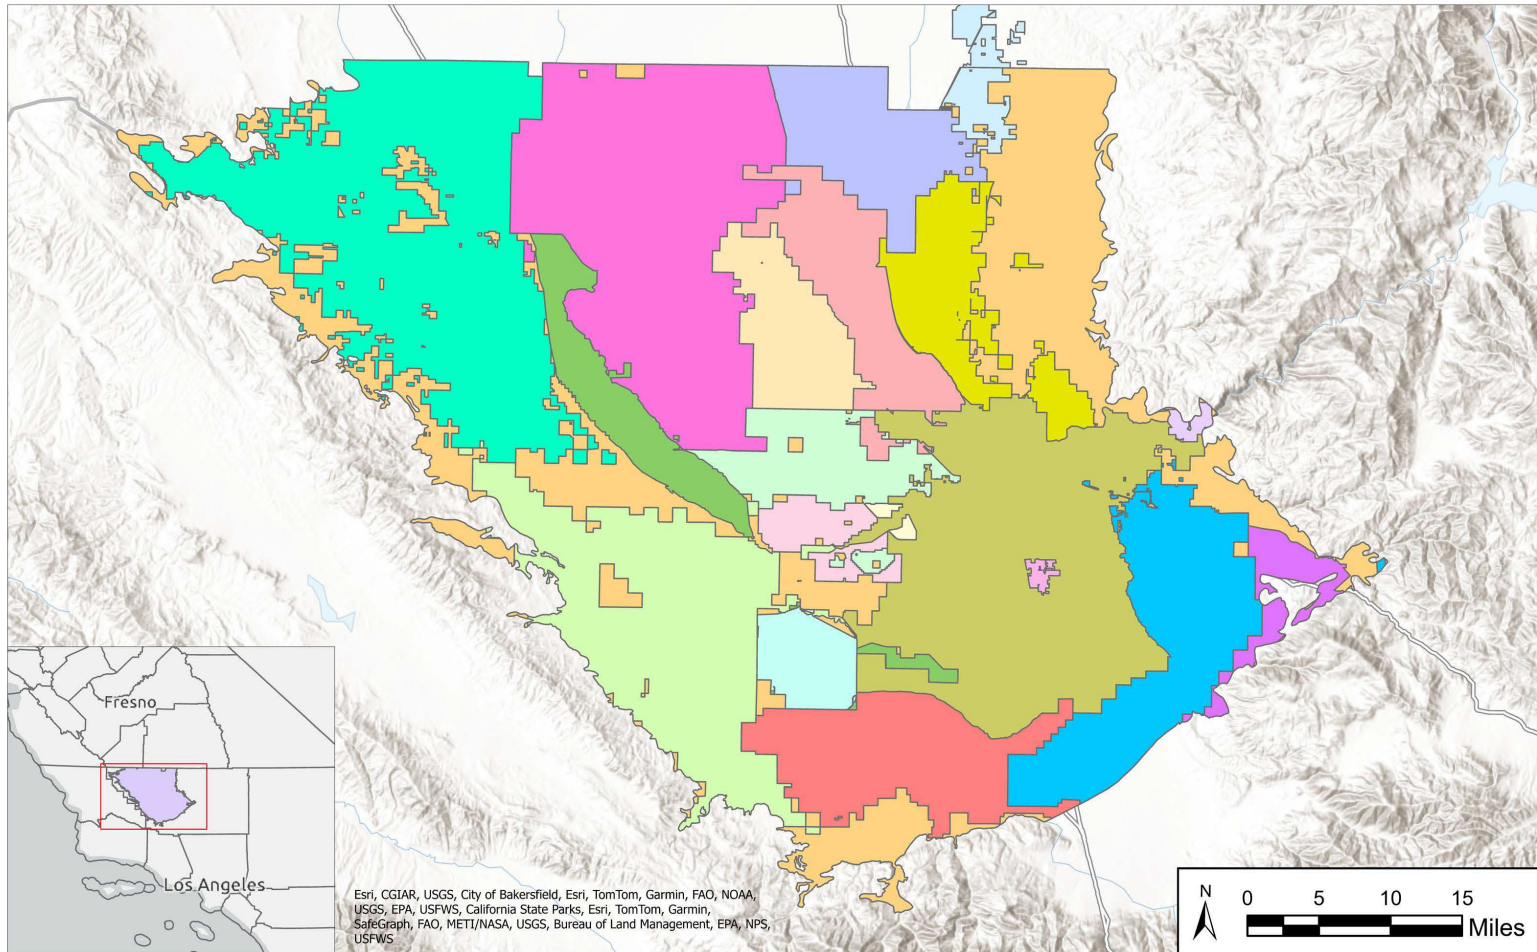 Fresno
Los Angeles
Esri, CGIAR, USGS, City of Bakersfield, Esri, TomTom, Garmin, FAO, NOAA,
USGS, EPA, USFWS, California State Parks, Esri, TomTom, Garmin,
SafeGraph, FAO, METI/NASA, USGS, Bureau of Land Management, EPA, NPS,
USFWS
N
0 5 10 15
Miles